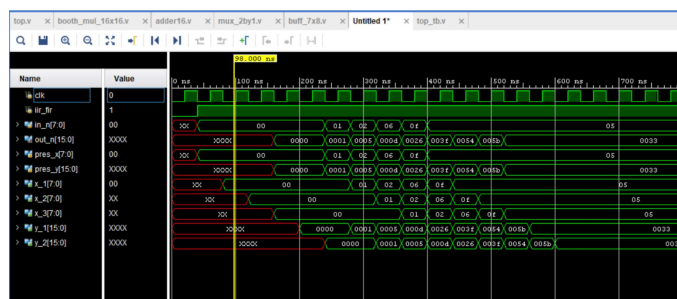 top.v × booth_mul_16x16.v × adder16.v × mux_2by1.v × buff_7x8.v × Untitled 1* × top_tb.v ×
98.000 ns
Name Value
0 ns 100 ns 200 ns 300 ns 400 ns 500 ns 600 ns 700 ns
clk 0
iir_fir 1
in_n[7:0] 00 XX 00 01 02 06 0f 05
out_n[15:0] XXXX XXXX 0000 0001 0005 000d 0026 003f 0054 005b 0033
pres_x[7:0] 00 XX 00 01 02 06 0f 05
pres_y[15:0] XXXX XXXX 0000 0001 0005 000d 0026 003f 0054 005b 0033
x_1[7:0] 00 XX 00 01 02 06 0f 05
x_2[7:0] XX XX 00 01 02 06 0f 05
x_3[7:0] XX XX 00 01 02 06 0f 05
y_1[15:0] XXXX XXXX 0000 0001 0005 000d 0026 003f 0054 005b 0033
y_2[15:0] XXXX XXXX 0000 0001 0005 000d 0026 003f 0054 005b